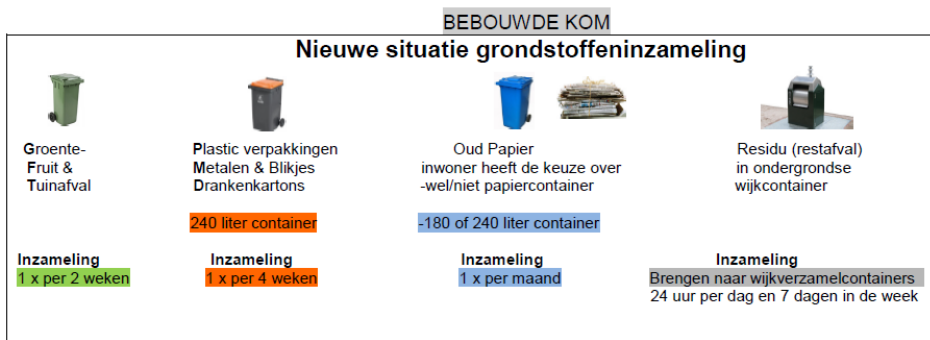 BEBOUWDE KOM
Nieuwe situatie grondstoffeninzameling
Groente-
Fruit &
Tuinafval
Plastic verpakkingen
Metalen & Blikjes
Drankenkartons
240 liter container
Oud Papier
inwoner heeft de keuze over
-wel/niet papiercontainer
-180 of 240 liter container
Residu (restafval)
in ondergrondse
wijkcontainer
Inzameling
1 x per 2 weken
Inzameling
1 x per 4 weken
Inzameling
1 x per maand
Inzameling
Brengen naar wijkverzamelcontainers
24 uur per dag en 7 dagen in de week